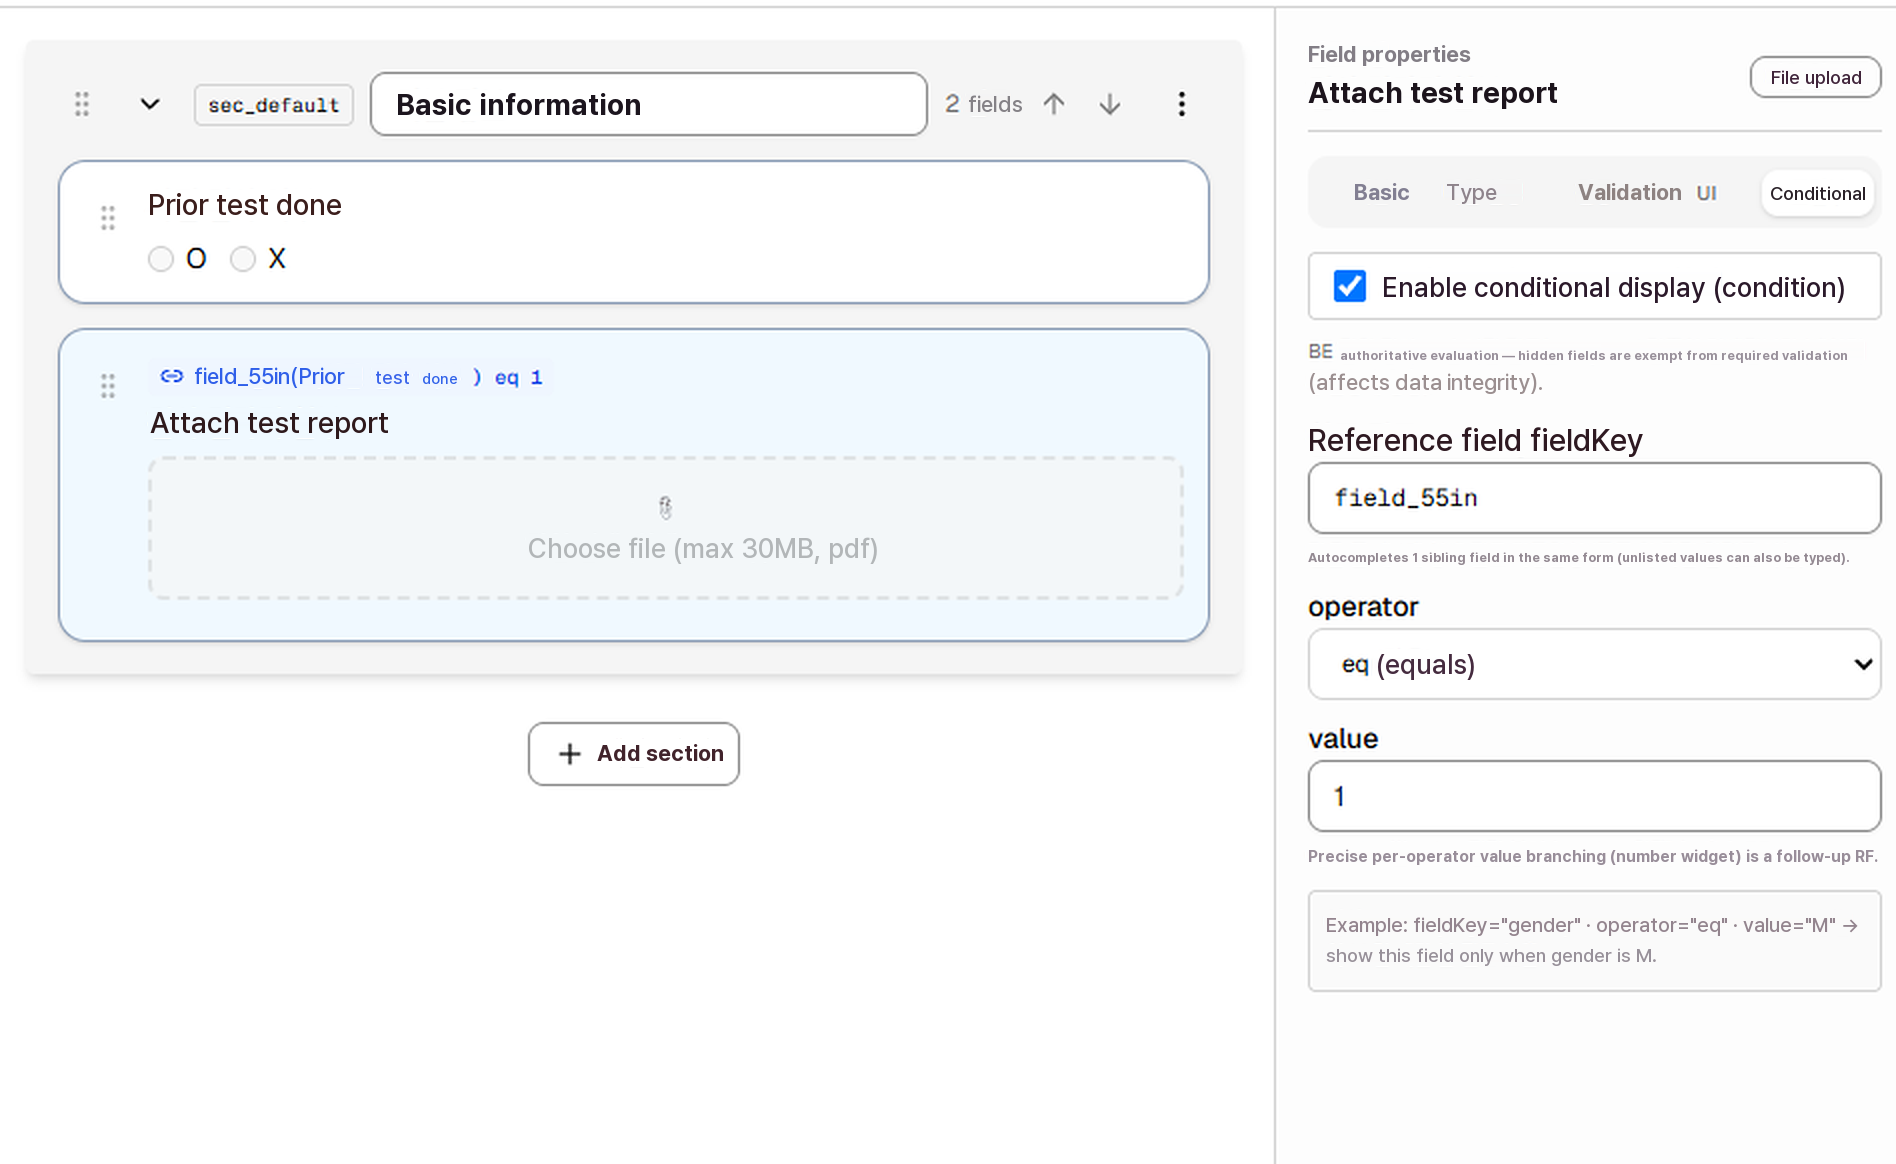 sec_default Basic information 2 fields
Prior test done
O X
field_55in(Prior test done ) eq 1
Attach test report
Choose file (max 30MB, pdf)
+ Add section
Field properties
Attach test report
File upload
Basic Type Validation UI Conditional
Enable conditional display (condition)
BE authoritative evaluation — hidden fields are exempt from required validation
(affects data integrity).
Reference field fieldKey
field_55in
Autocompletes 1 sibling field in the same form (unlisted values can also be typed).
operator
eq (equals)
value
1
Precise per-operator value branching (number widget) is a follow-up RF.
Example: fieldKey="gender" · operator="eq" · value="M" →
show this field only when gender is M.